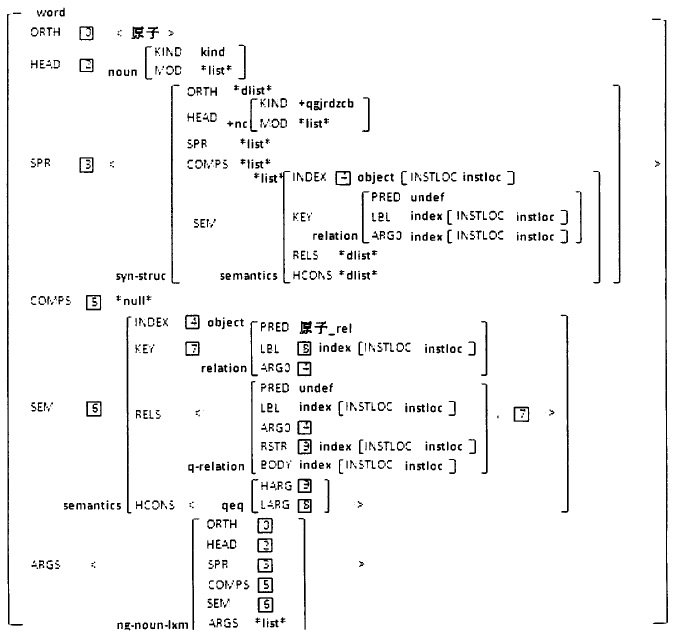 word
ORTH 0 < 原子 >
HEAD 2 noun [ KIND kind
MOD *list* ]
SPR 3 < syn-struc [ ORTH *dlist*
HEAD +nc [ KIND +qgjrdzcb
MOD *list* ]
SPR *list*
COMPS *list*
*list*
SEM semantics [ INDEX 4 object [ INSTLOC instloc ]
KEY relation [ PRED undef
LBL index [ INSTLOC instloc ]
ARG0 index [ INSTLOC instloc ] ]
RELS *dlist*
HCONS *dlist* ] ] >
COMPS 5 *null*
SEM 6 semantics [ INDEX 4 object
KEY 7 relation [ PRED 原子_rel
LBL 8 index [ INSTLOC instloc ]
ARG0 4 ]
RELS < q-relation [ PRED undef
LBL index [ INSTLOC instloc ]
ARG0 4
RSTR 9 index [ INSTLOC instloc ]
BODY index [ INSTLOC instloc ] ] , 7 >
HCONS < qeq [ HARG 9
LARG 8 ] > ]
ARGS < ng-noun-lxm [ ORTH 0
HEAD 2
SPR 3
COMPS 5
SEM 6
ARGS *list* ] >